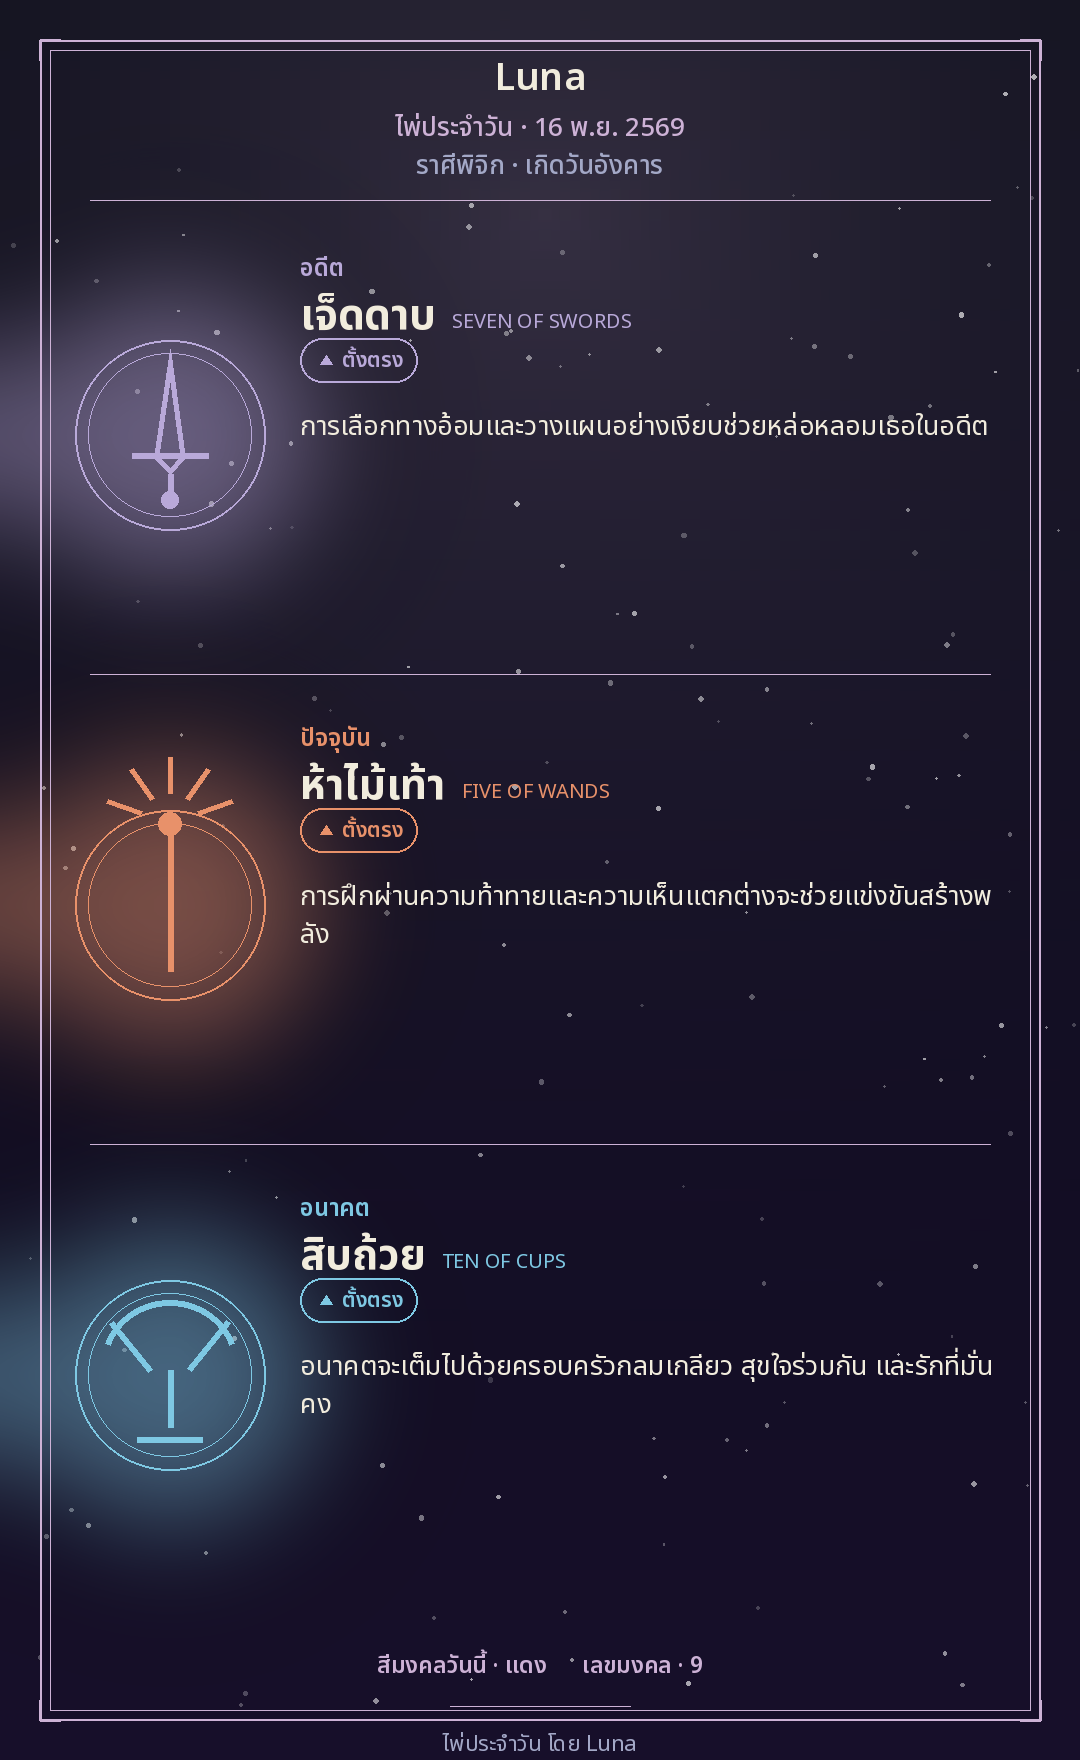 Luna
ไพ่ประจำวัน · 16 พ.ย. 2569
ราศีพิจิก · เกิดวันอังคาร
อดีต
เจ็ดดาบ SEVEN OF SWORDS
▲ ตั้งตรง
การเลือกทางอ้อมและวางแผนอย่างเงียบช่วยหล่อหลอมเธอในอดีต
ปัจจุบัน
ห้าไม้เท้า FIVE OF WANDS
▲ ตั้งตรง
การฝึกผ่านความท้าทายและความเห็นแตกต่างจะช่วยแข่งขันสร้างพ
ลัง
อนาคต
สิบถ้วย TEN OF CUPS
▲ ตั้งตรง
อนาคตจะเต็มไปด้วยครอบครัวกลมเกลียว สุขใจร่วมกัน และรักที่มั่น
คง
สีมงคลวันนี้ · แดง เลขมงคล · 9
ไพ่ประจำวัน โดย Luna